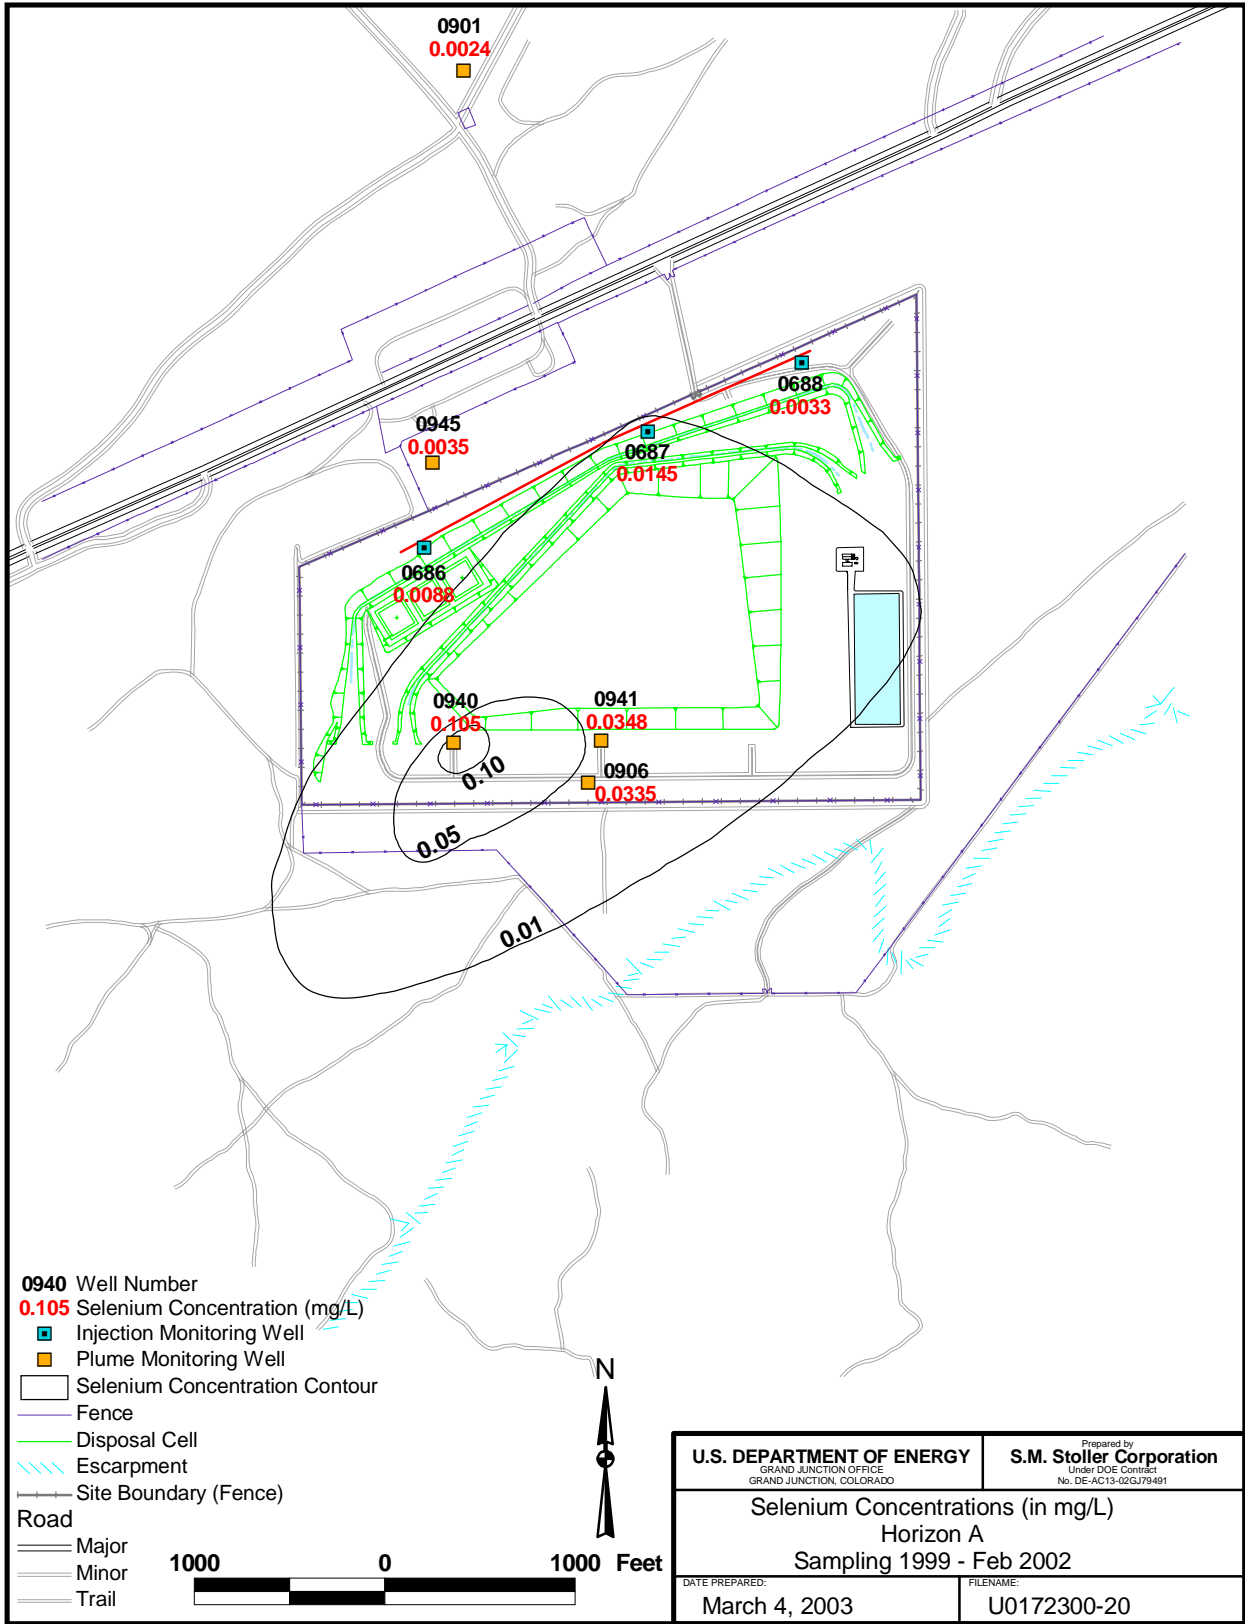 0901
0.0024
0688
0.0033
0945
0.0035
0687
0.0145
0686
0.0088
0940
0.105
0941
0.0348
0.10
0906
0.0335
0.05
0.01
0940 Well Number
0.105 Selenium Concentration (mg/L)
Injection Monitoring Well
Plume Monitoring Well
Selenium Concentration Contour
Fence
Disposal Cell
Escarpment
Site Boundary (Fence)
Road
Major
Minor
Trail
N
1000 0 1000 Feet
U.S. DEPARTMENT OF ENERGY
GRAND JUNCTION OFFICE
GRAND JUNCTION, COLORADO
Prepared by
S.M. Stoller Corporation
Under DOE Contract
No. DE-AC13-02GJ79491
Selenium Concentrations (in mg/L)
Horizon A
Sampling 1999 - Feb 2002
DATE PREPARED:
March 4, 2003
FILENAME:
U0172300-20